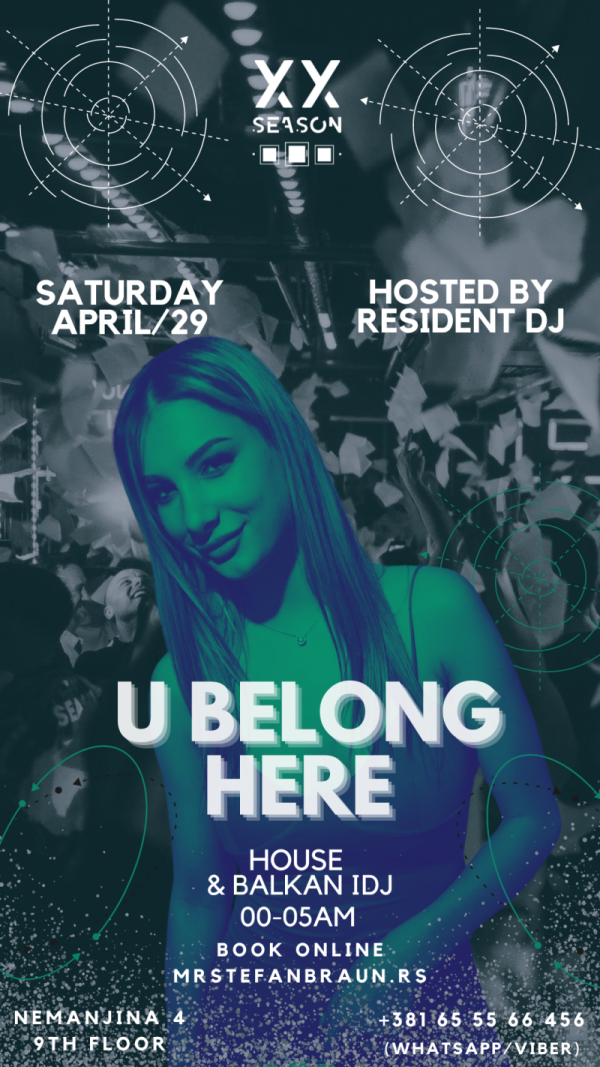 XX
SEASON
SATURDAY
APRIL/29
HOSTED BY
RESIDENT DJ
U BELONG
HERE
HOUSE
& BALKAN IDJ
00-05AM
BOOK ONLINE
MRSTEFANBRAUN.RS
NEMANJINA 4
9TH FLOOR
+381 65 55 66 456
(WHATSAPP/VIBER)